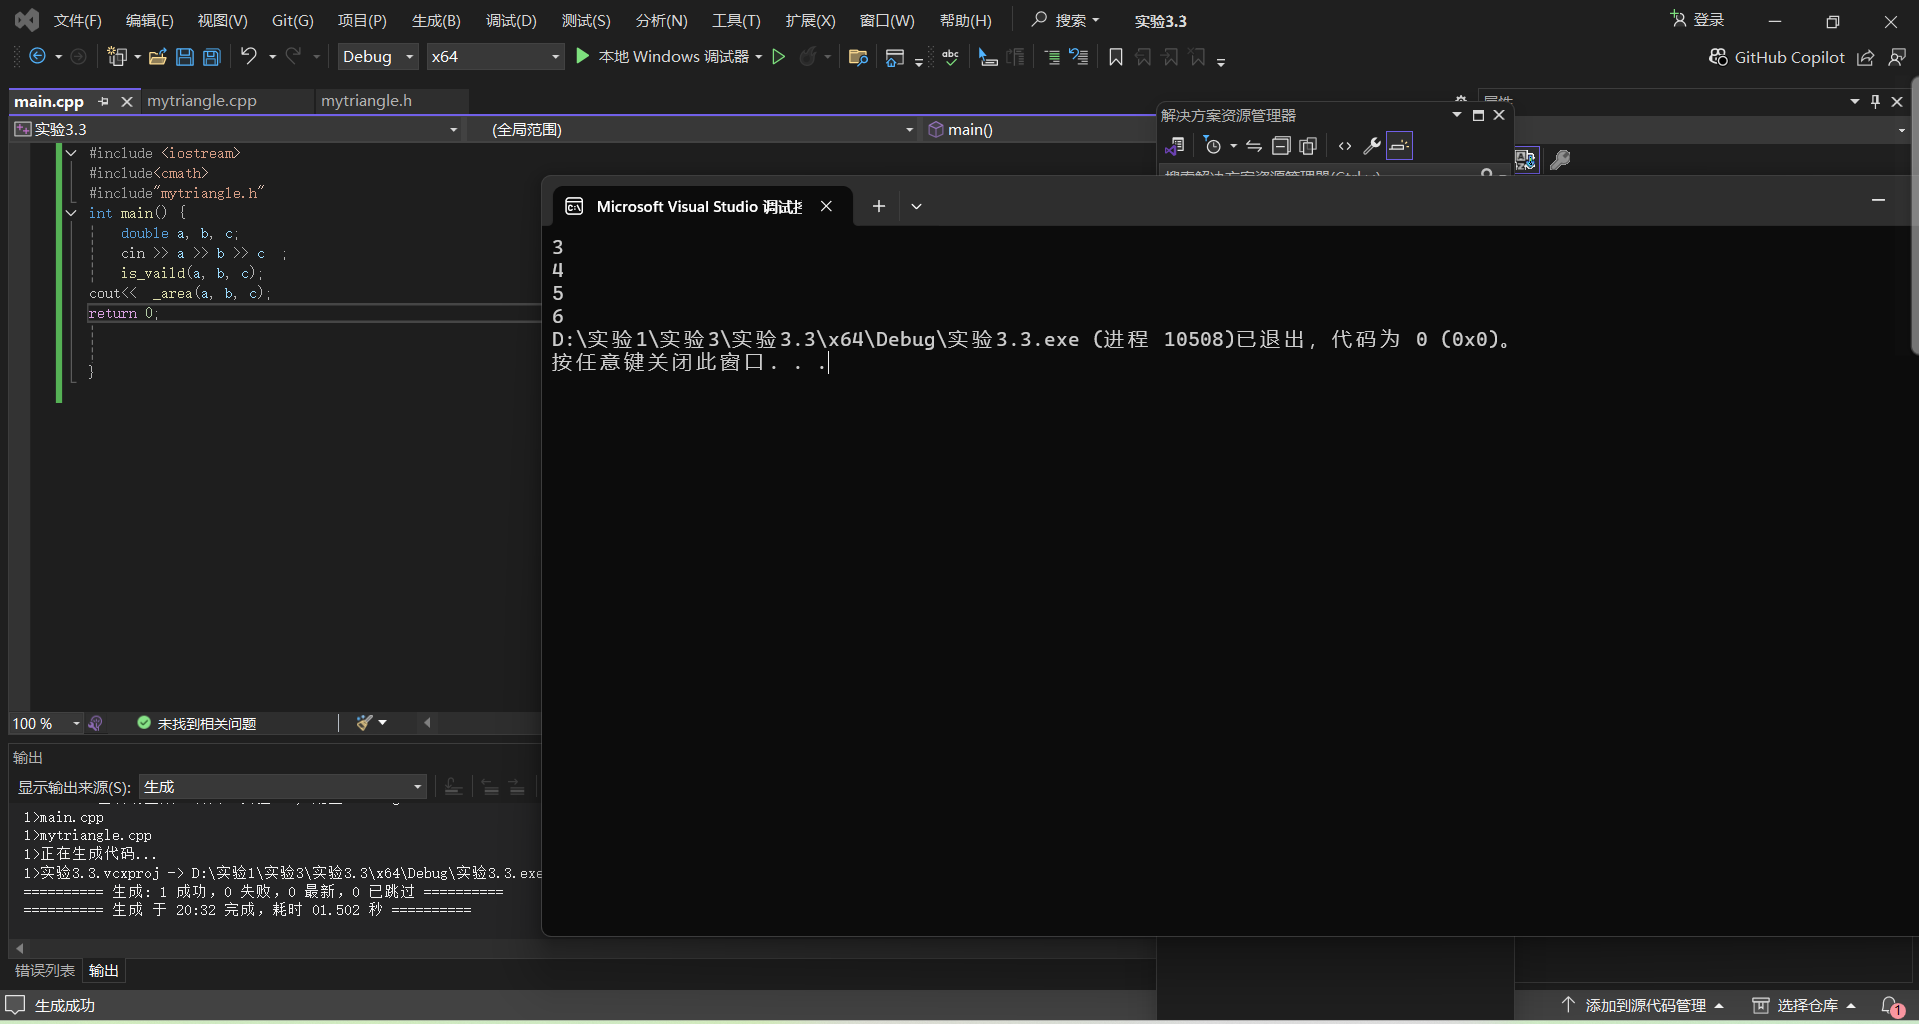 文件(F) 编辑(E) 视图(V) Git(G) 项目(P) 生成(B) 调试(D) 测试(S) 分析(N) 工具(T) 扩展(X) 窗口(W) 帮助(H) 搜索 实验3.3 登录
Debug x64 本地 Windows 调试器 abc GitHub Copilot
main.cpp mytriangle.cpp mytriangle.h
实验3.3 (全局范围) main()
解决方案资源管理器
#include <iostream>
#include<cmath>
#include"mytriangle.h"
int main() {
double a, b, c;
cin >> a >> b >> c ;
is_vaild(a, b, c);
cout<< _area(a, b, c);
return 0;
}
Microsoft Visual Studio 调试
3
4
5
6
D:\实验1\实验3\实验3.3\x64\Debug\实验3.3.exe (进程 10508)已退出，代码为 0 (0x0)。
按任意键关闭此窗口. . .
100 % 未找到相关问题
输出
显示输出来源(S): 生成
1>main.cpp
1>mytriangle.cpp
1>正在生成代码...
1>实验3.3.vcxproj -> D:\实验1\实验3\实验3.3\x64\Debug\实验3.3.exe
========== 生成: 1 成功，0 失败，0 最新，0 已跳过 ==========
========== 生成 于 20:32 完成，耗时 01.502 秒 ==========
错误列表 输出
生成成功 添加到源代码管理 选择仓库 1